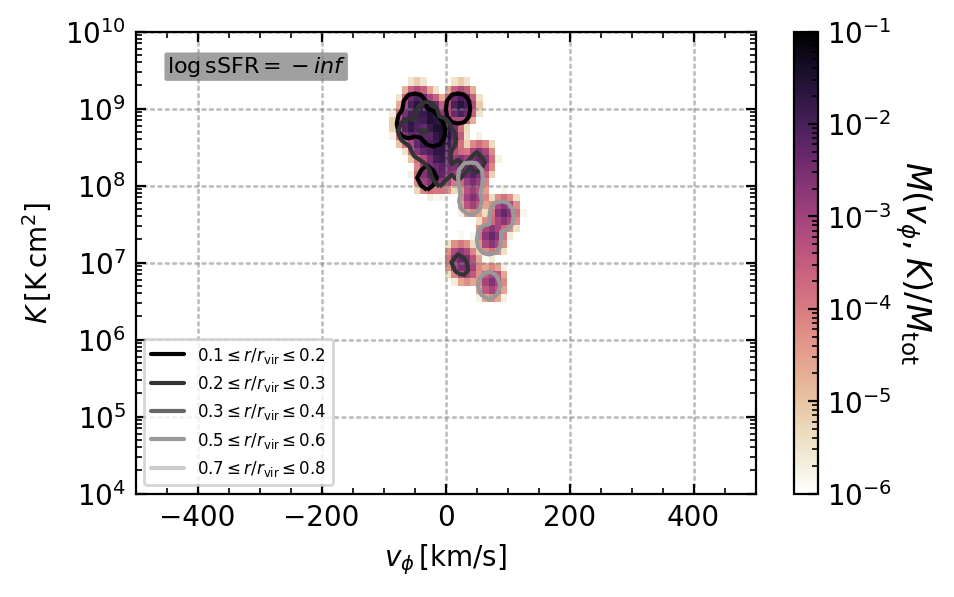 10^10
10^9
10^8
10^7
10^6
10^5
10^4
K [K cm^2]
log sSFR = −inf
0.1 ≤ r/r_vir ≤ 0.2
0.2 ≤ r/r_vir ≤ 0.3
0.3 ≤ r/r_vir ≤ 0.4
0.5 ≤ r/r_vir ≤ 0.6
0.7 ≤ r/r_vir ≤ 0.8
−400 −200 0 200 400
v_ϕ [km/s]
10^−1
10^−2
10^−3
10^−4
10^−5
10^−6
M(v_ϕ, K)/M_tot